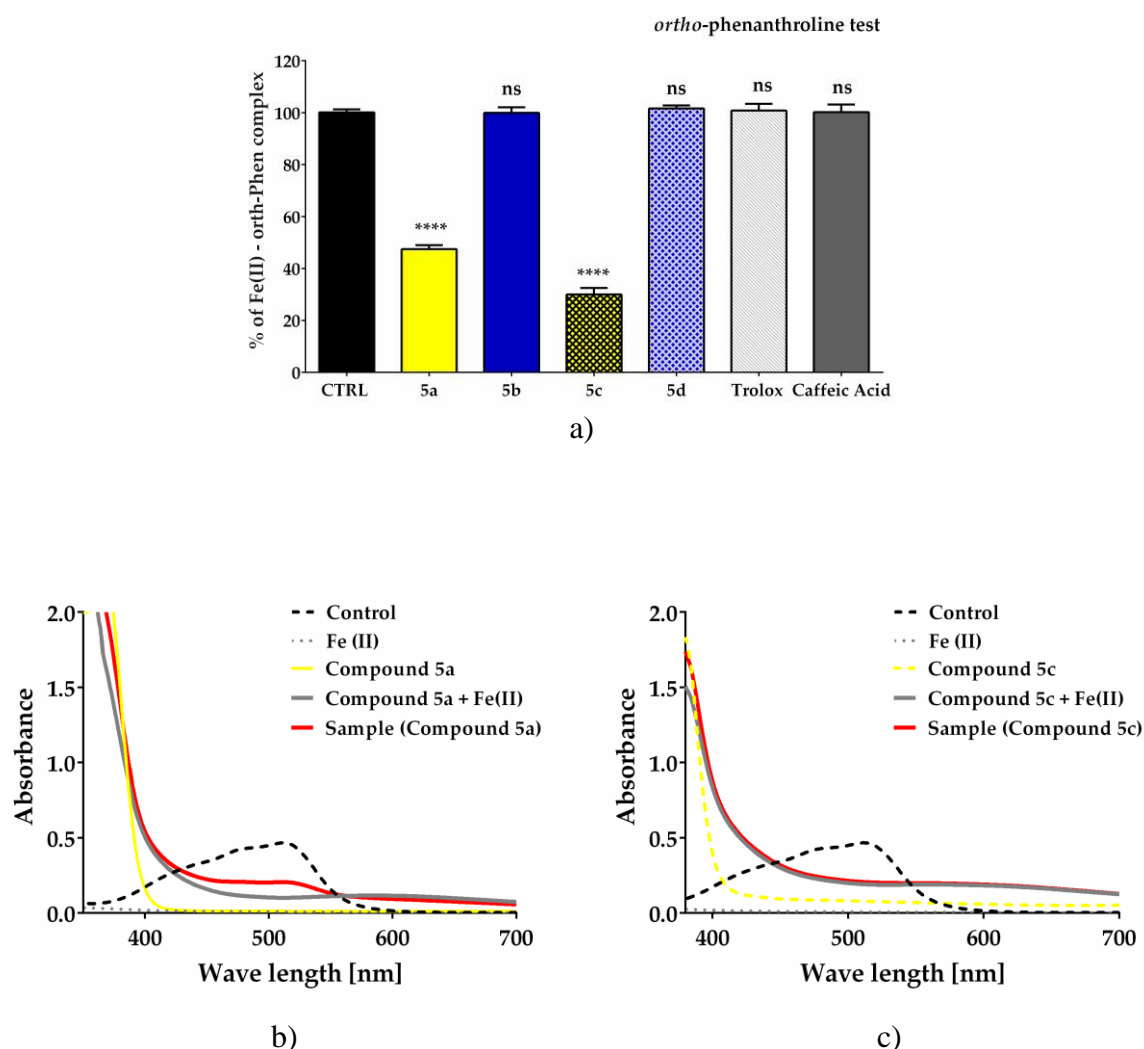 ortho-phenanthroline test
% of Fe(II) - orth-Phen complex
120
100
80
60
40
20
0
ns
ns
ns
ns
****
****
CTRL 5a 5b 5c 5d Trolox Caffeic Acid
a)
Absorbance
2.0
1.5
1.0
0.5
0.0
400 500 600 700
Wave length [nm]
Control
Fe (II)
Compound 5a
Compound 5a + Fe(II)
Sample (Compound 5a)
b)
Absorbance
2.0
1.5
1.0
0.5
0.0
400 500 600 700
Wave length [nm]
Control
Fe (II)
Compound 5c
Compound 5c + Fe(II)
Sample (Compound 5c)
c)